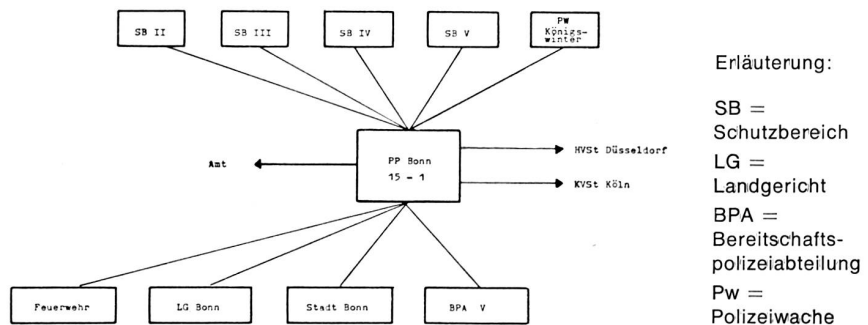 SB II
SB III
SB IV
SB V
PW
Königs-
winter
Amt
PP Bonn
15 - 1
HVSt Düsseldorf
KVSt Köln
Feuerwehr
LG Bonn
Stadt Bonn
BPA V
Erläuterung:
SB =
Schutzbereich
LG =
Landgericht
BPA =
Bereitschafts-
polizeiabteilung
Pw =
Polizeiwache